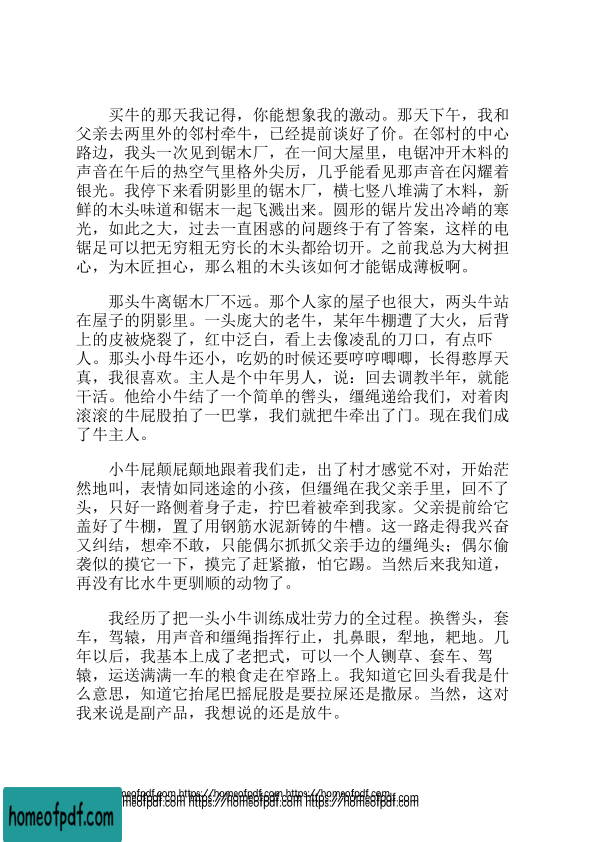 买牛的那天我记得，你能想象我的激动。那天下午，我和
父亲去两里外的邻村牵牛，已经提前谈好了价。在邻村的中心
路边，我头一次见到锯木厂，在一间大屋里，电锯冲开木料的
声音在午后的热空气里格外尖厉，几乎能看见那声音在闪耀着
银光。我停下来看阴影里的锯木厂，横七竖八堆满了木料，新
鲜的木头味道和锯末一起飞溅出来。圆形的锯片发出冷峭的寒
光，如此之大，过去一直困惑的问题终于有了答案，这样的电
锯足可以把无穷粗无穷长的木头都给切开。之前我总为大树担
心，为木匠担心，那么粗的木头该如何才能锯成薄板啊。
那头牛离锯木厂不远。那个人家的屋子也很大，两头牛站
在屋子的阴影里。一头庞大的老牛，某年牛棚遭了大火，后背
上的皮被烧裂了，红中泛白，看上去像凌乱的刀口，有点吓
人。那头小母牛还小，吃奶的时候还要哼哼唧唧，长得憨厚天
真，我很喜欢。主人是个中年男人，说：回去调教半年，就能
干活。他给小牛结了一个简单的辔头，缰绳递给我们，对着肉
滚滚的牛屁股拍了一巴掌，我们就把牛牵出了门。现在我们成
了牛主人。
小牛屁颠屁颠地跟着我们走，出了村才感觉不对，开始茫
然地叫，表情如同迷途的小孩，但缰绳在我父亲手里，回不了
头，只好一路侧着身子走，拧巴着被牵到我家。父亲提前给它
盖好了牛棚，置了用钢筋水泥新铸的牛槽。这一路走得我兴奋
又纠结，想牵不敢，只能偶尔抓抓父亲手边的缰绳头；偶尔偷
袭似的摸它一下，摸完了赶紧撤，怕它踢。当然后来我知道，
再没有比水牛更驯顺的动物了。
我经历了把一头小牛训练成壮劳力的全过程。换辔头，套
车，驾辕，用声音和缰绳指挥行止，扎鼻眼，犁地，耙地。几
年以后，我基本上成了老把式，可以一个人铡草、套车、驾
辕，运送满满一车的粮食走在窄路上。我知道它回头看我是什
么意思，知道它抬尾巴摇屁股是要拉屎还是撒尿。当然，这对
我来说是副产品，我想说的还是放牛。
homeofpdf.com https://homeofpdf.com https://homeofpdf.com
homeofpdf.com https://homeofpdf.com https://homeofpdf.com
homeofpdf.com